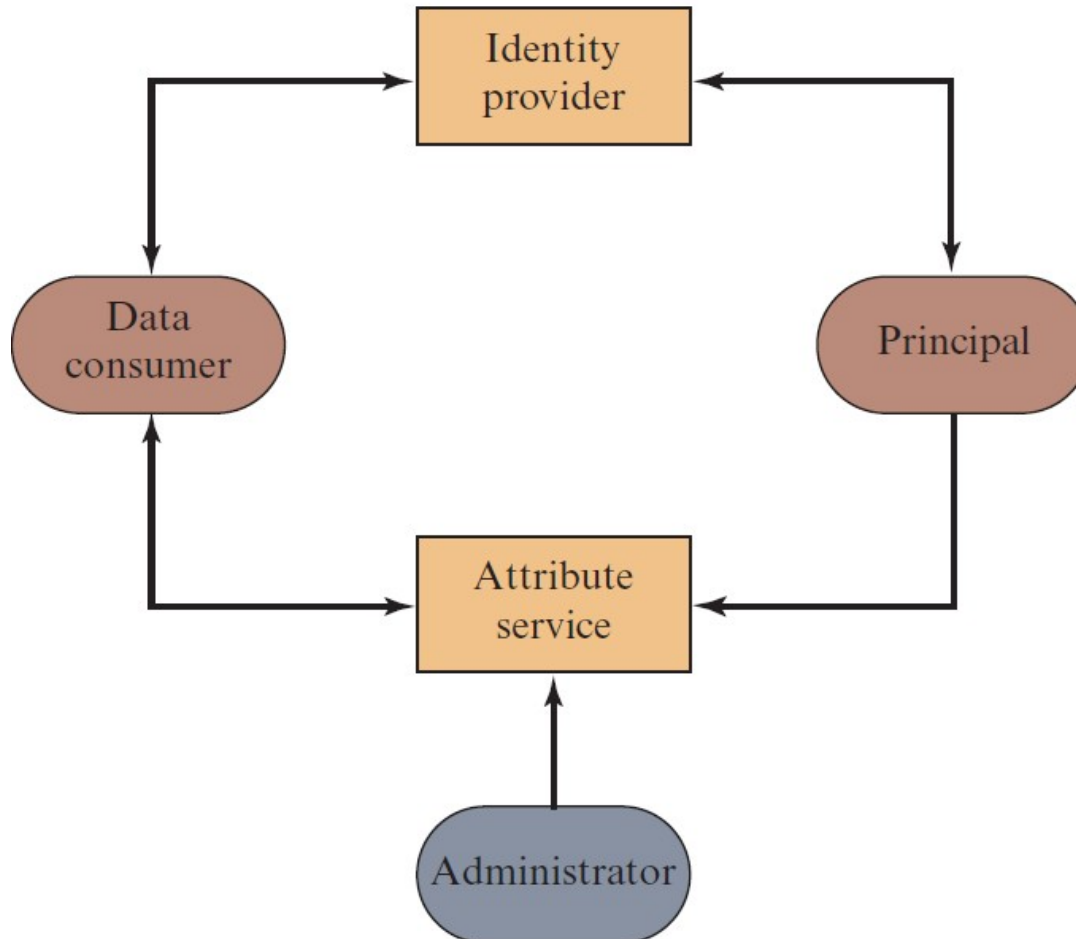 Identity
provider
Data
consumer
Principal
Attribute
service
Administrator